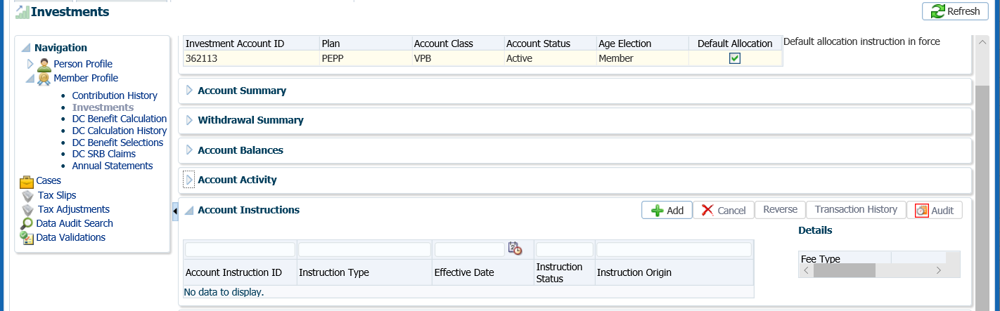 Investments
Refresh
Navigation
Person Profile
Member Profile
Contribution History
Investments
DC Benefit Calculation
DC Calculation History
DC Benefit Selections
DC SRB Claims
Annual Statements
Cases
Tax Slips
Tax Adjustments
Data Audit Search
Data Validations
Investment Account ID Plan Account Class Account Status Age Election Default Allocation Default allocation instruction in force
362113 PEPP VPB Active Member
Account Summary
Withdrawal Summary
Account Balances
Account Activity
Account Instructions Add Cancel Reverse Transaction History Audit
Details
Fee Type
Account Instruction ID Instruction Type Effective Date Instruction Status Instruction Origin
No data to display.